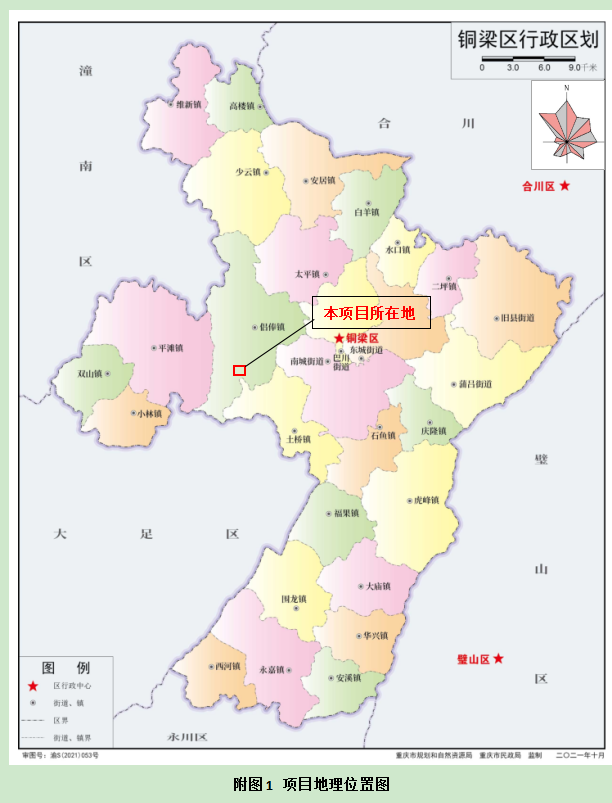 铜梁区行政区划
0 3.0 6.0 9.0千米
N
潼
南
区
合 川
合川区
维新镇
高楼镇
少云镇
安居镇
白羊镇
水口镇
太平镇
二坪镇
旧县街道
侣俸镇
本项目所在地
铜梁区
东城街道
南城街道
巴川
街道
平滩镇
双山镇
小林镇
蒲吕街道
土桥镇
石鱼镇
庆隆镇
虎峰镇
福果镇
大 足 区
璧
山
区
围龙镇
大庙镇
华兴镇
西河镇
永嘉镇
安溪镇
璧山区
永川区
图 例
区行政中心
街道、镇
区界
街道、镇界
审图号：渝S(2021)053号
重庆市规划和自然资源局 重庆市民政局 监制 二〇二一年十月
附图1 项目地理位置图